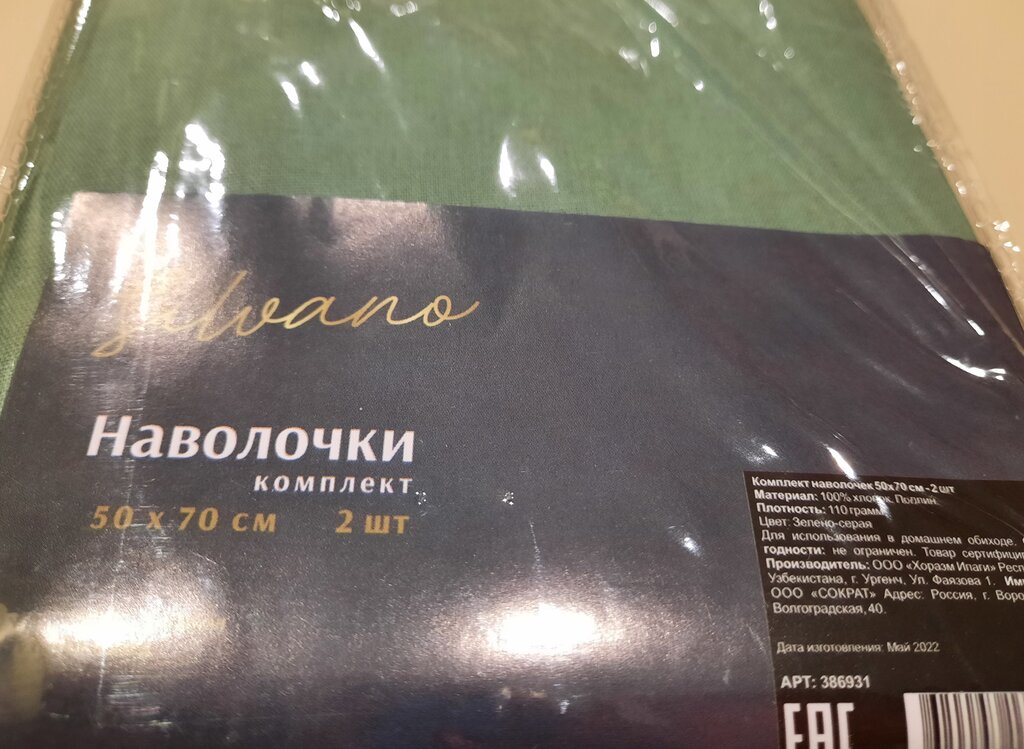 Silvano
Наволочки
комплект
50 x 70 см 2 шт
Комплект наволочек 50x70 см - 2 шт
Материал: 100% хлопок. Поплин.
Плотность: 110 грамм
Цвет: Зелено-серая
Для использования в домашнем обиходе.
годности: не ограничен. Товар
Производитель: ООО «Хоразм Ипаги»
Узбекистана, г. Ургенч, Ул. Фаязова 1.
ООО «СОКРАТ» Адрес: Россия, г.
Волгоградская, 40.
Дата изготовления: Май 2022
АРТ: 386931
EAC